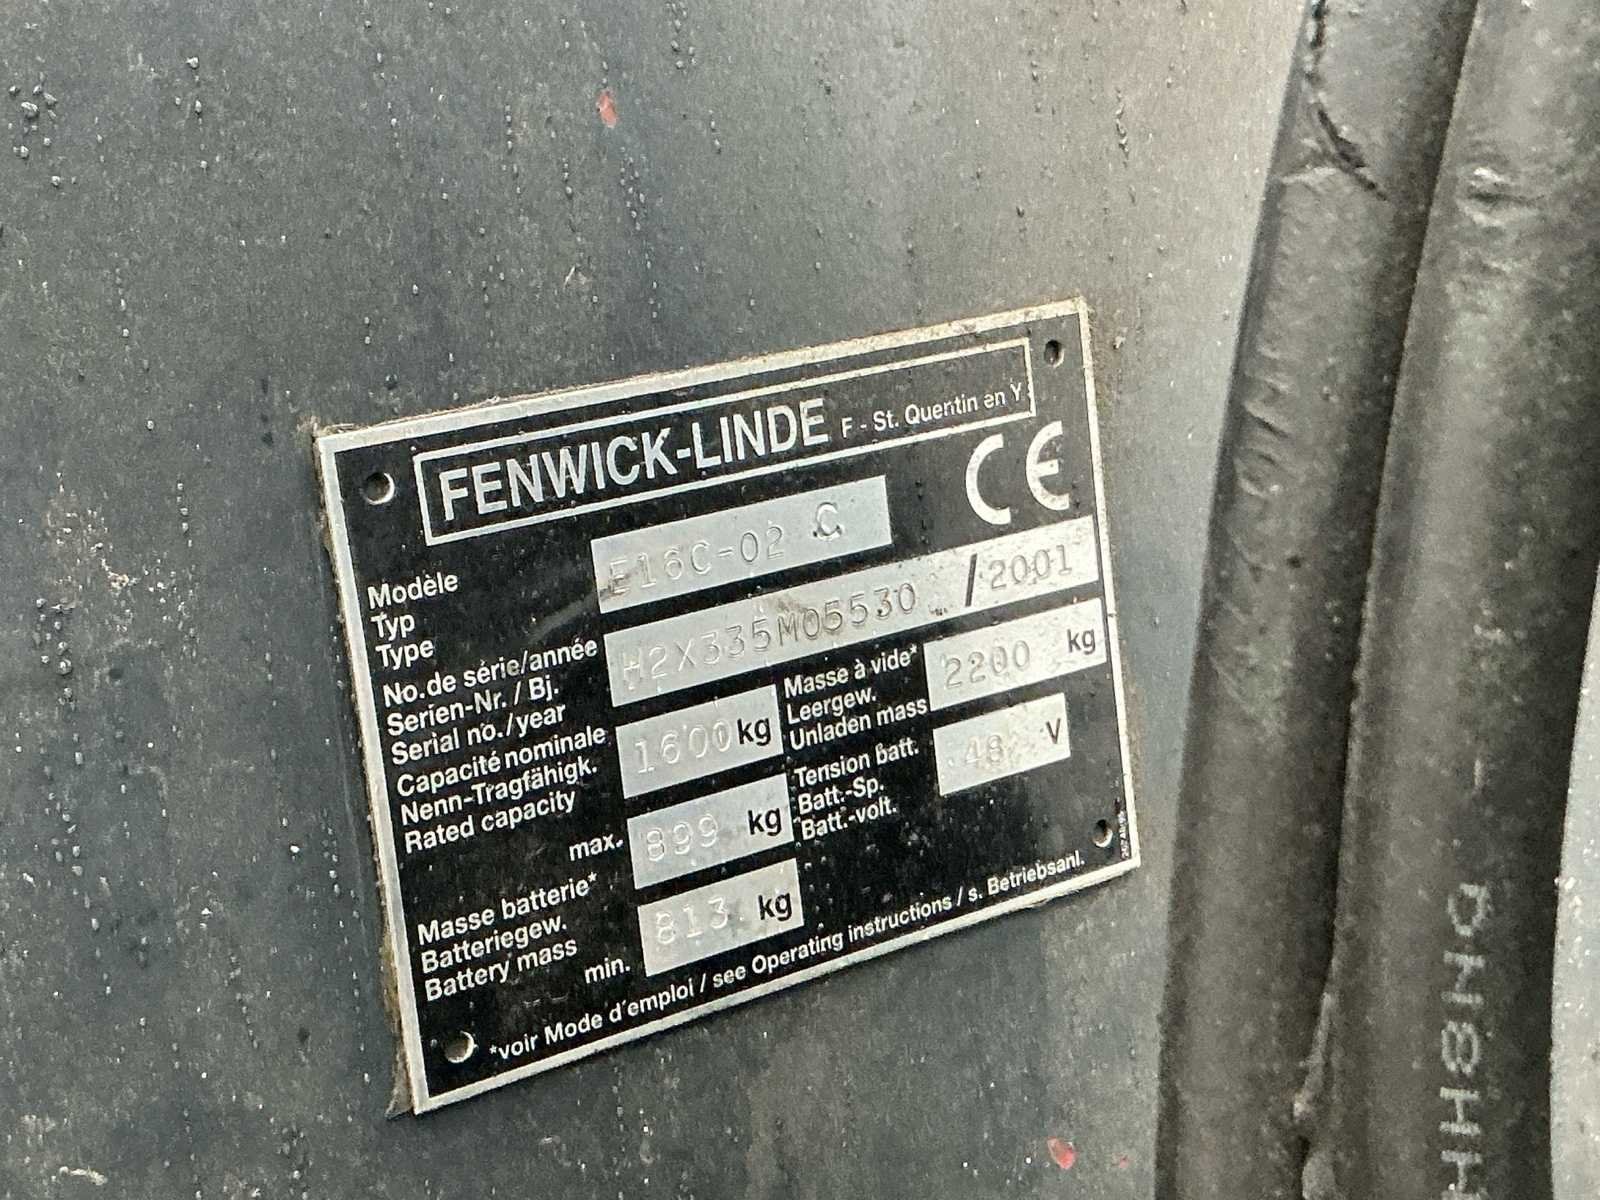 FENWICK-LINDE F - St. Quentin en Y.
CE
Modèle
Typ
Type
E16C-02 C
No. de série/année
Serien-Nr. / Bj.
Serial no./year
H2X335M05530 / 2001
Capacité nominale
Nenn-Tragfähigk.
Rated capacity
1600 kg
Masse à vide*
Leergew.
Unladen mass
2200 kg
Masse batterie*
Batteriegew.
Battery mass
max. 899 kg
min. 813 kg
Tension batt.
Batt.-Sp.
Batt.-volt.
48 V
*voir Mode d'emploi / see Operating instructions / s. Betriebsanl.